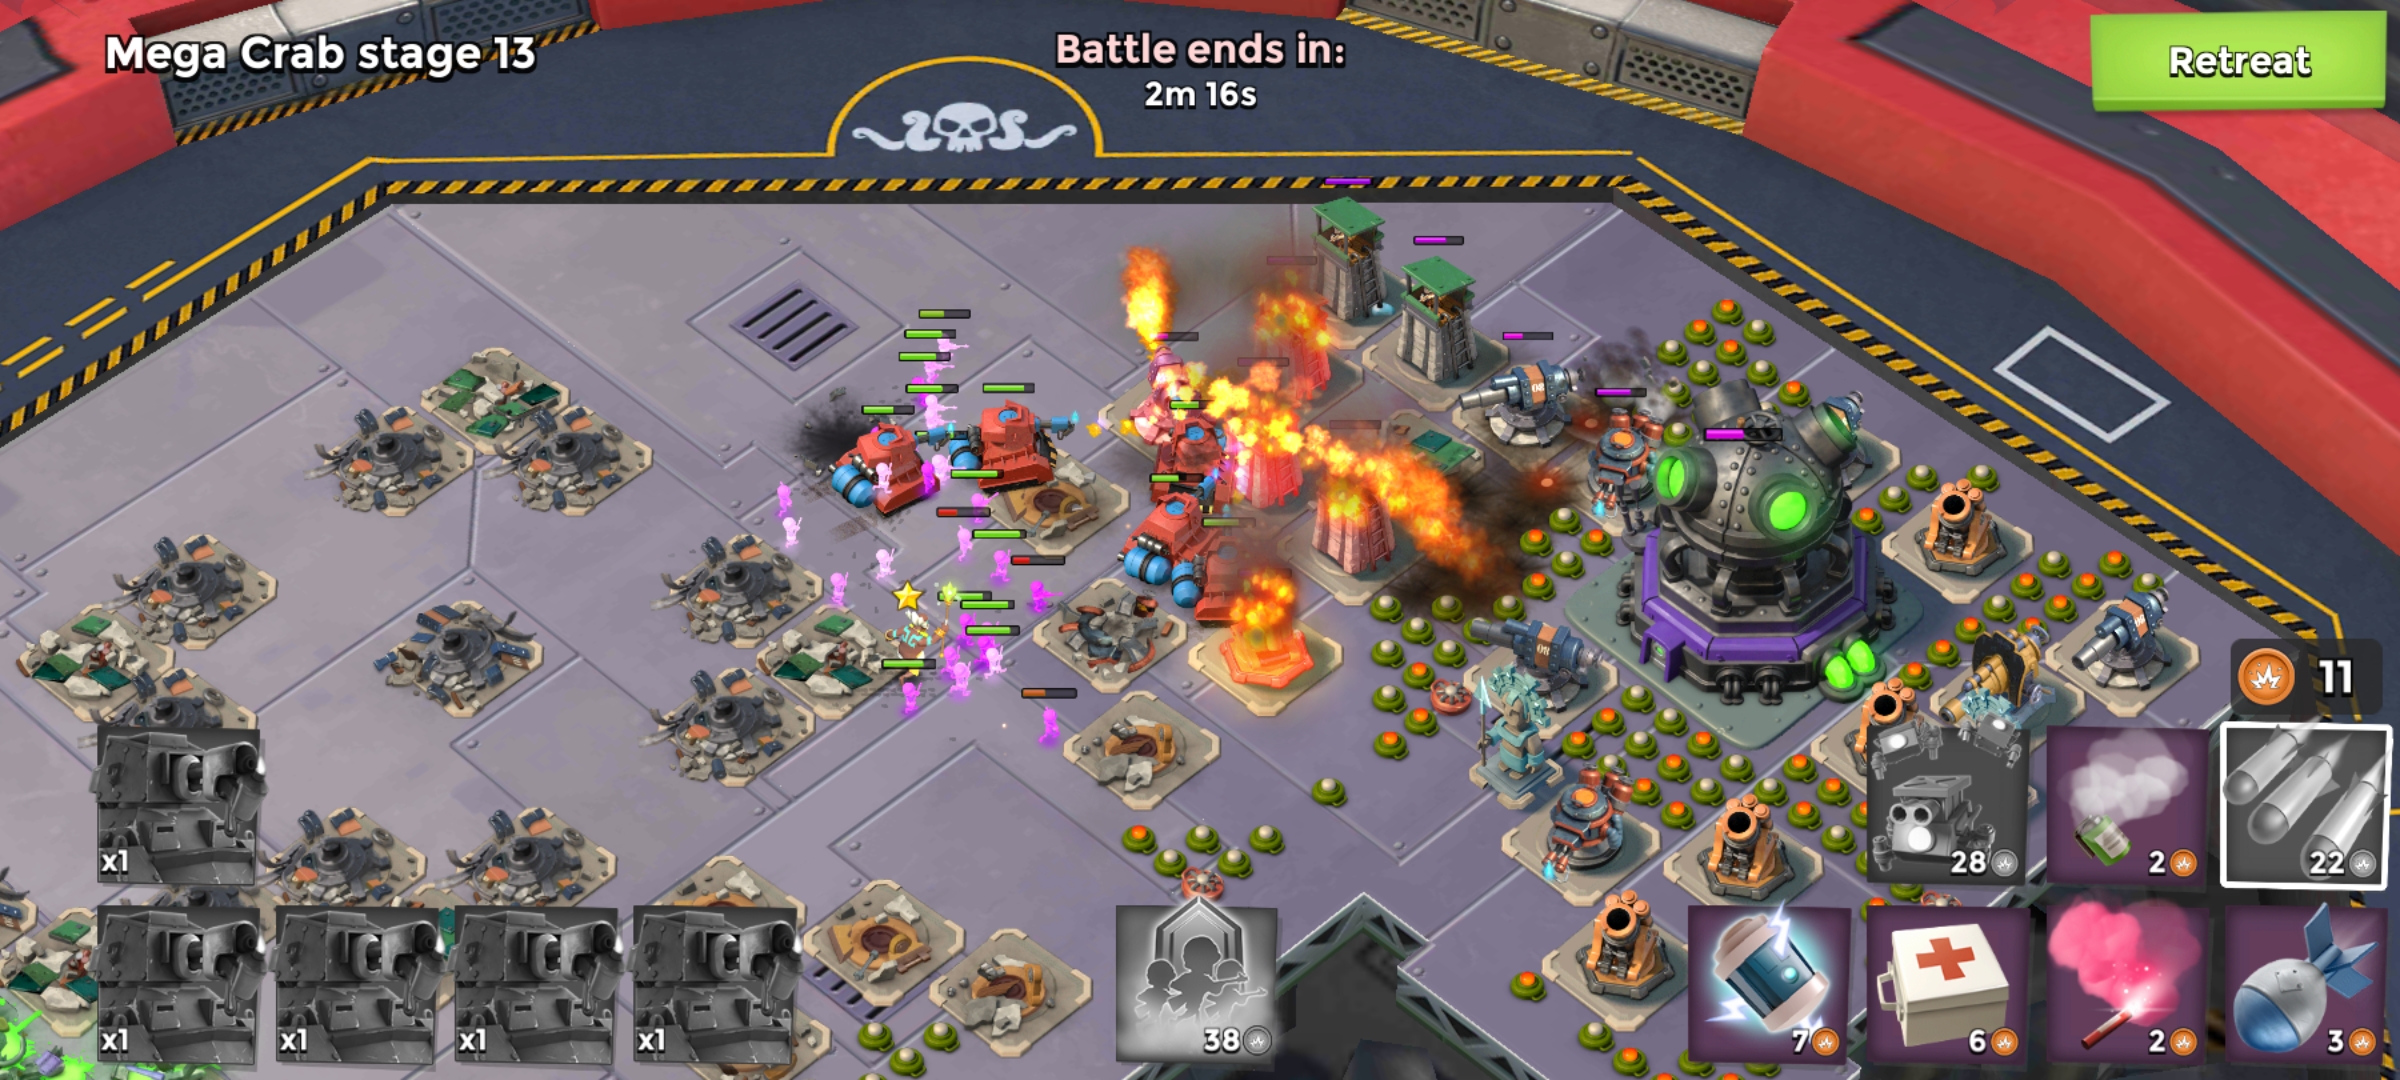 Mega Crab stage 13
Battle ends in:
2m 16s
Retreat
11
x1
28
2
22
x1
x1
x1
x1
38
7
6
2
3